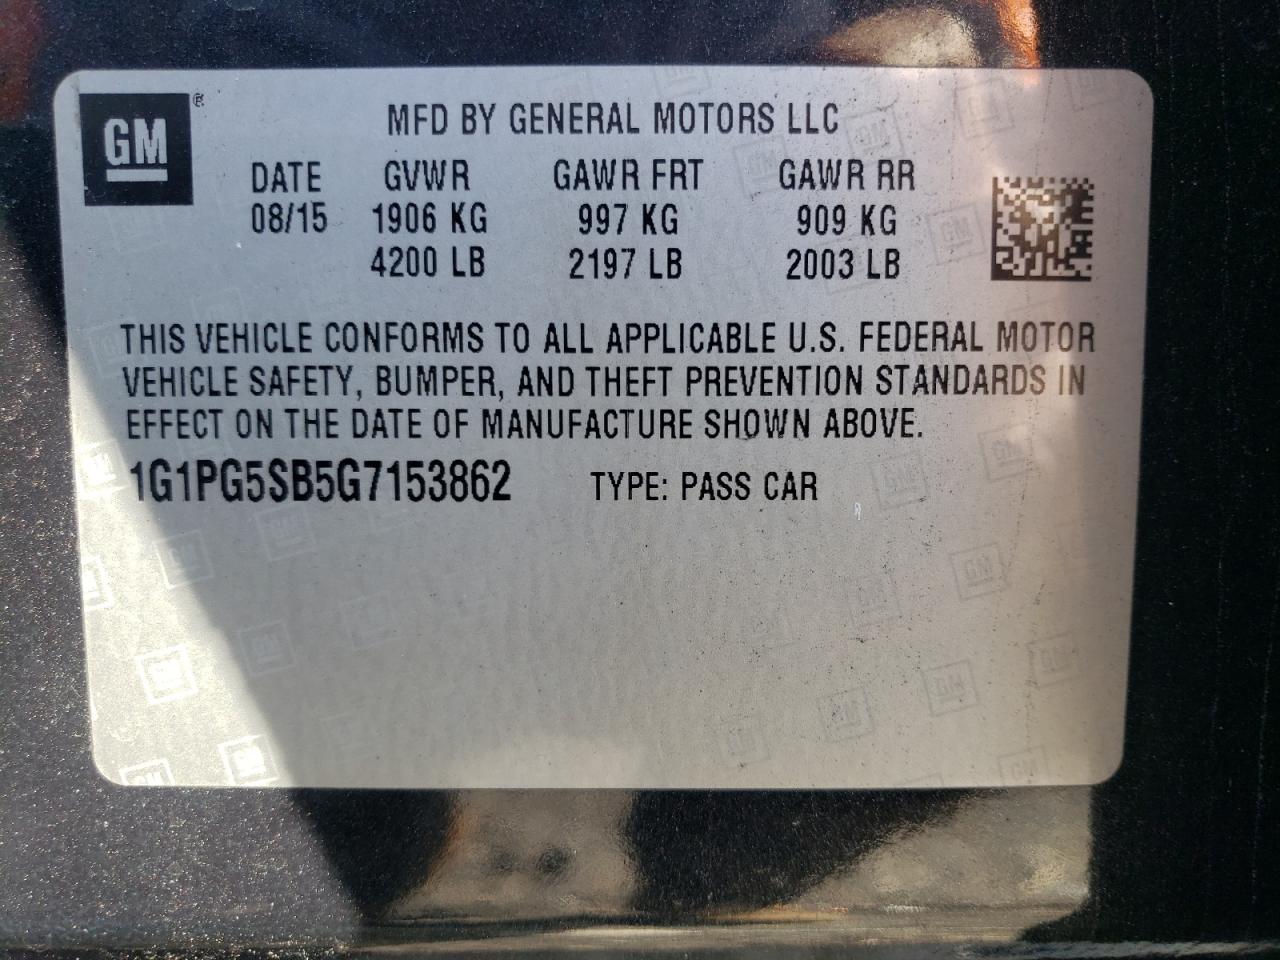 GM ®
MFD BY GENERAL MOTORS LLC
DATE GVWR GAWR FRT GAWR RR
08/15 1906 KG 997 KG 909 KG
4200 LB 2197 LB 2003 LB
THIS VEHICLE CONFORMS TO ALL APPLICABLE U.S. FEDERAL MOTOR
VEHICLE SAFETY, BUMPER, AND THEFT PREVENTION STANDARDS IN
EFFECT ON THE DATE OF MANUFACTURE SHOWN ABOVE.
1G1PG5SB5G7153862 TYPE: PASS CAR